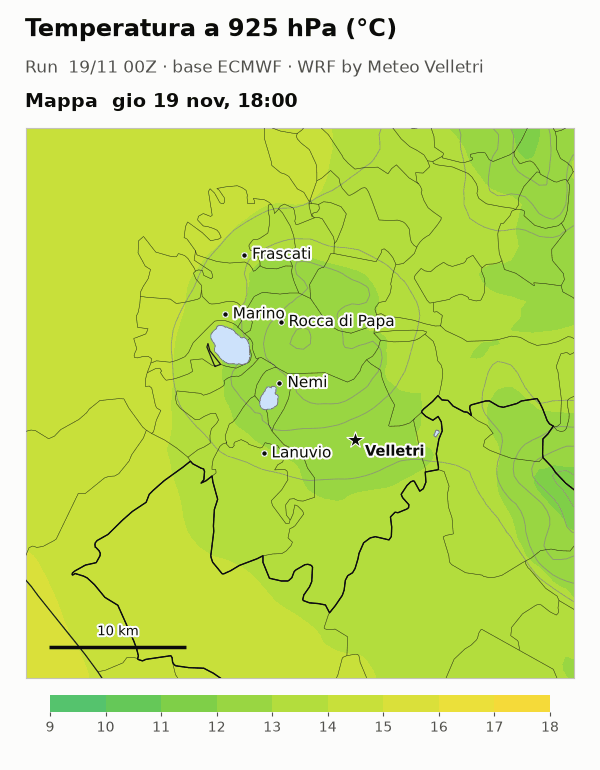 Temperatura a 925 hPa (°C)
Run  19/11 00Z · base ECMWF · WRF by Meteo Velletri
Mappa  gio 19 nov, 18:00
Frascati
Marino
Rocca di Papa
Nemi
Velletri
Lanuvio
10 km
9 10 11 12 13 14 15 16 17 18